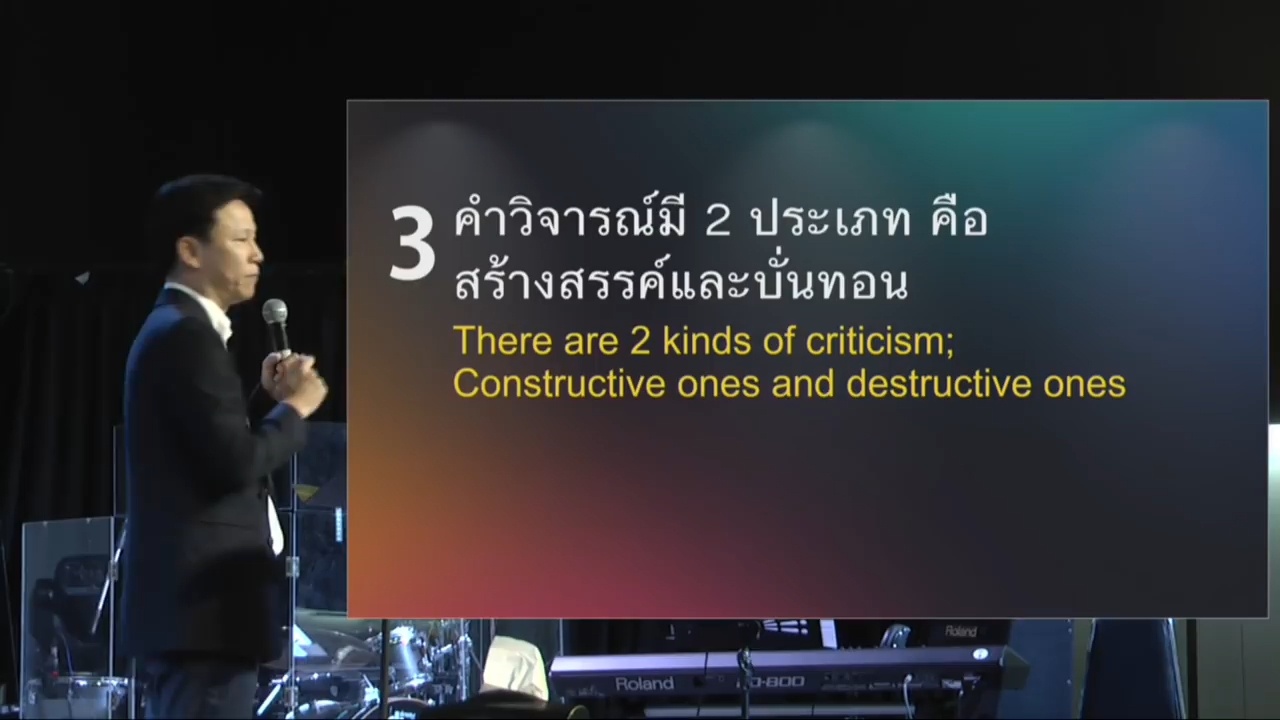 3
คำวิจารณ์มี 2 ประเภท คือ
สร้างสรรค์และบั่นทอน
There are 2 kinds of criticism;
Constructive ones and destructive ones
Roland
Roland